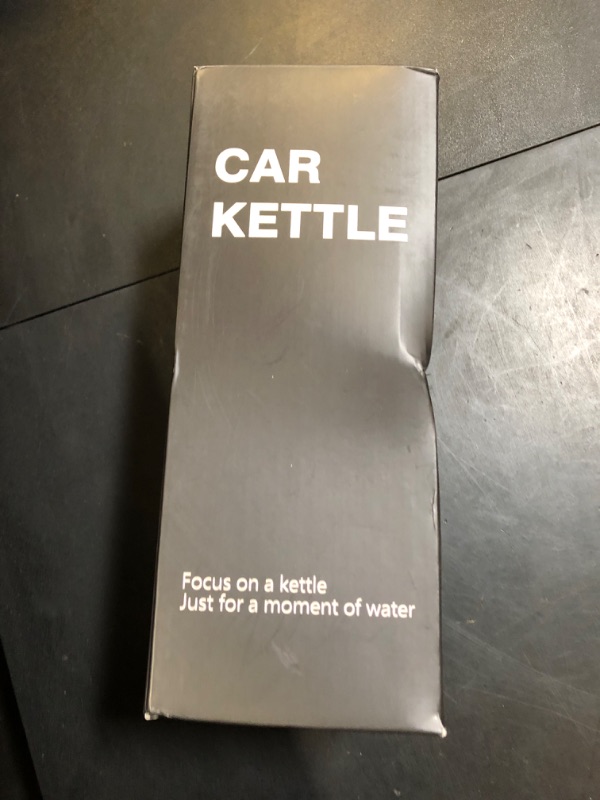 CAR
KETTLE
Focus on a kettle
Just for a moment of water